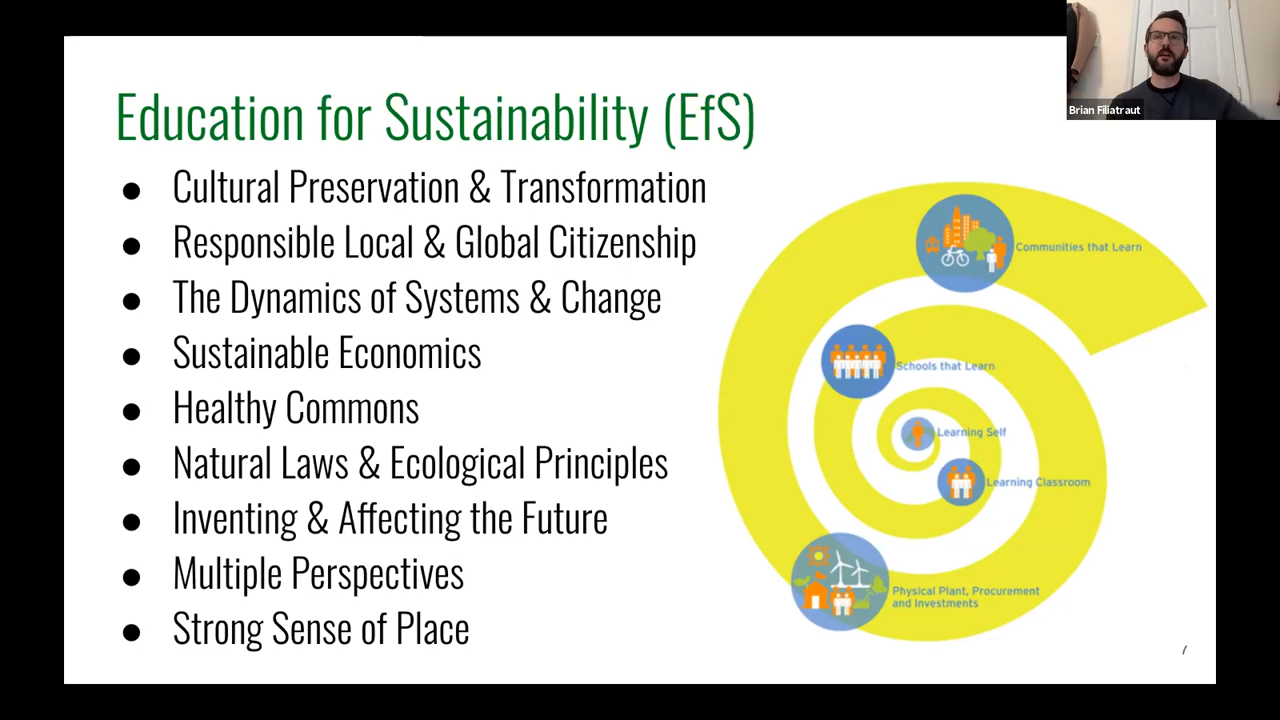 Education for Sustainability (EfS)
● Cultural Preservation & Transformation
● Responsible Local & Global Citizenship
● The Dynamics of Systems & Change
● Sustainable Economics
● Healthy Commons
● Natural Laws & Ecological Principles
● Inventing & Affecting the Future
● Multiple Perspectives
● Strong Sense of Place
Communities that Learn
Schools that Learn
Learning Self
Learning Classroom
Physical Plant, Procurement
and Investments
Brian Filiatraut
7